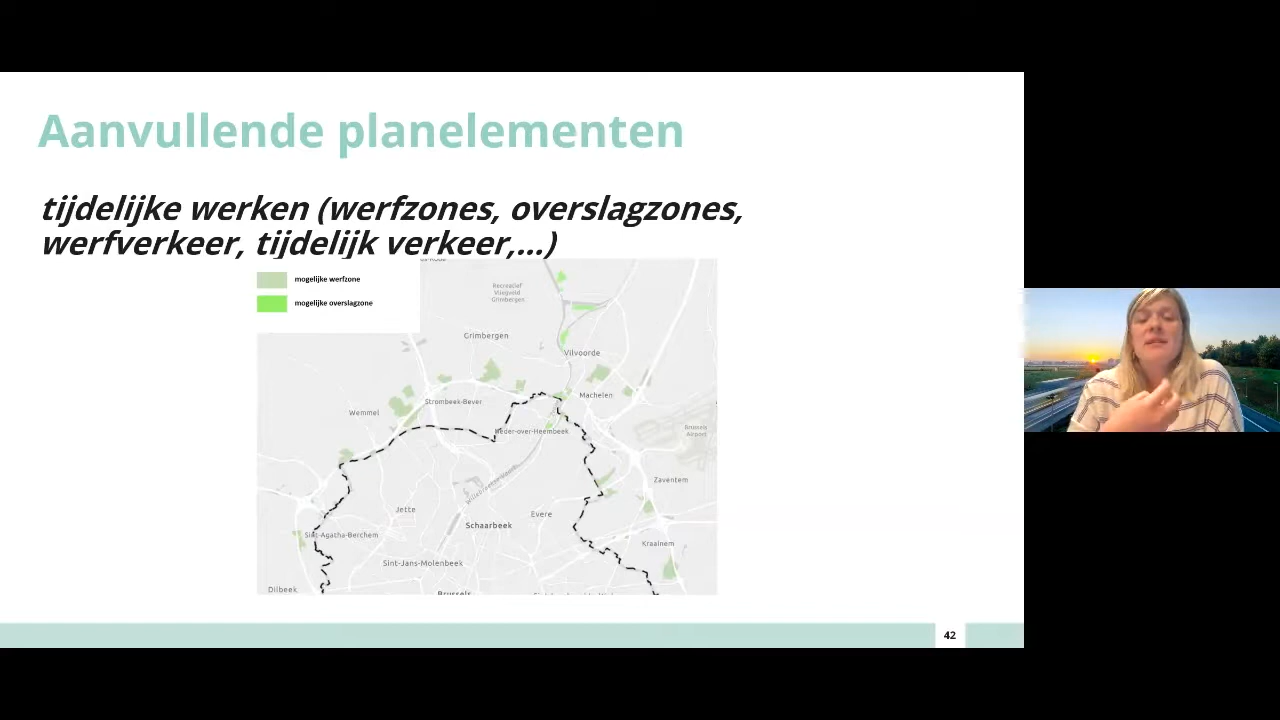 Aanvullende planelementen
tijdelijke werken (werfzones, overslagzones,
werfverkeer, tijdelijk verkeer,...)
mogelijke werfzone
mogelijke overslagzone
Recreatief
Vliegveld
Grimbergen
Grimbergen
Vilvoorde
Strombeek-Bever
Machelen
Wemmel
Neder-over-Heembeek
Brussels
Airport
Zaventem
Jette
Evere
Schaarbeek
Sint-Agatha-Berchem
Kraainem
Sint-Jans-Molenbeek
Dilbeek
Brussels
42